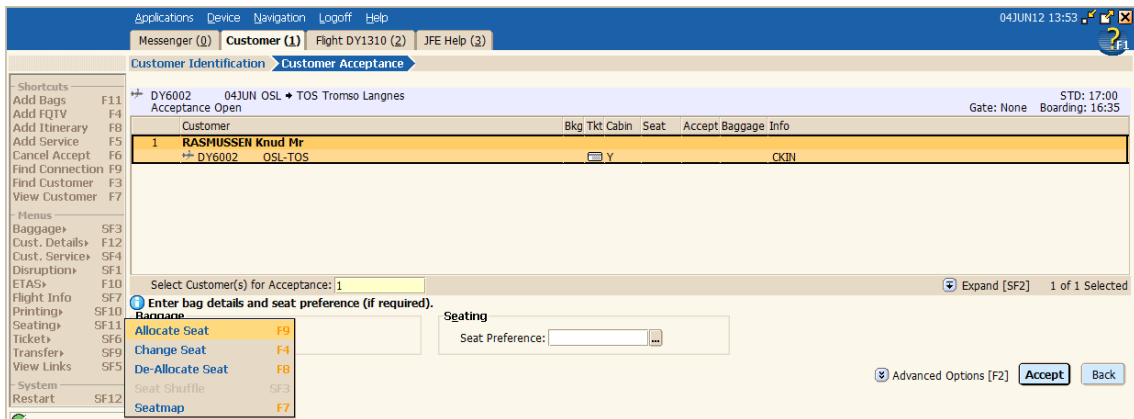 Applications Device Navigation Logoff Help 04JUN12 13:53
Messenger (0) Customer (1) Flight DY1310 (2) JFE Help (3)
?F1
Customer Identification Customer Acceptance
Shortcuts
Add Bags F11
Add FQTV F4
Add Itinerary F8
Add Service F5
Cancel Accept F6
Find Connection F9
Find Customer F3
View Customer F7
Menus
Baggage SF3
Cust. Details F12
Cust. Service SF4
Disruption SF1
ETAS F10
Flight Info SF7
Printing SF10
Seating SF11
Ticket SF6
Transfer SF9
View Links SF5
System
Restart SF12
DY6002 04JUN OSL TOS Tromso Langnes STD: 17:00
Acceptance Open Gate: None Boarding: 16:35
Customer Bkg Tkt Cabin Seat Accept Baggage Info
1 RASMUSSEN Knud Mr
DY6002 OSL-TOS Y CKIN
Select Customer(s) for Acceptance: 1 Expand [SF2] 1 of 1 Selected
Enter bag details and seat preference (if required).
Baggage Seating
Seat Preference: ...
Allocate Seat F9
Change Seat F4
De-Allocate Seat F8
Seat Shuffle SF3
Seatmap F7
Advanced Options [F2] Accept Back